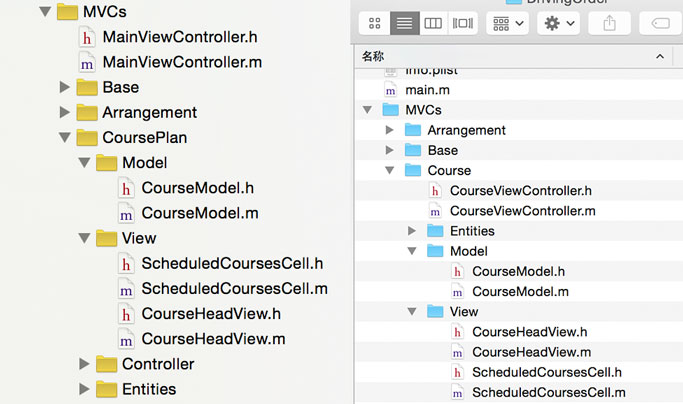 MVCs
h MainViewController.h
m MainViewController.m
Base
Arrangement
CoursePlan
Model
h CourseModel.h
m CourseModel.m
View
h ScheduledCoursesCell.h
m ScheduledCoursesCell.m
h CourseHeadView.h
m CourseHeadView.m
Controller
Entities
DrivingOrder
名称
Info.plist
m main.m
MVCs
Arrangement
Base
Course
h CourseViewController.h
m CourseViewController.m
Entities
Model
h CourseModel.h
m CourseModel.m
View
h CourseHeadView.h
m CourseHeadView.m
h ScheduledCoursesCell.h
m ScheduledCoursesCell.m